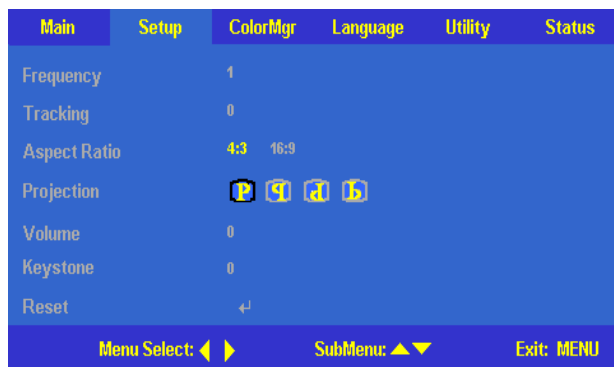 Main Setup ColorMgr Language Utility Status
Frequency 1
Tracking 0
Aspect Ratio 4:3 16:9
Projection P
Volume 0
Keystone 0
Reset
Menu Select: SubMenu: Exit: MENU